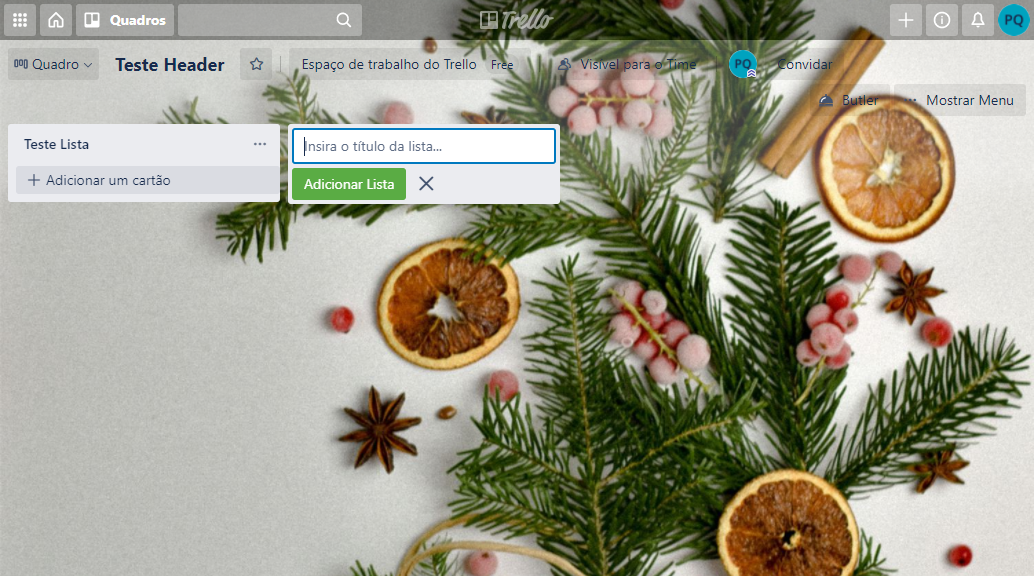 Quadros
Trello
PQ
Quadro
Teste Header
Espaço de trabalho do Trello
Free
Visível para o Time
PQ
Convidar
Butler
··· Mostrar Menu
Teste Lista
···
+ Adicionar um cartão
Insira o título da lista...
Adicionar Lista